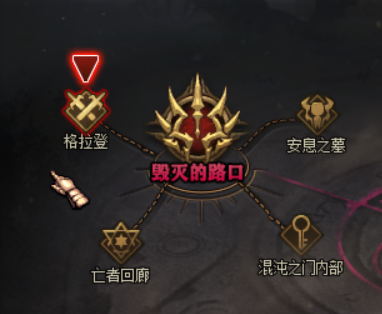 格拉登
安息之墓
毁灭的路口
亡者回廊
混沌之门内部